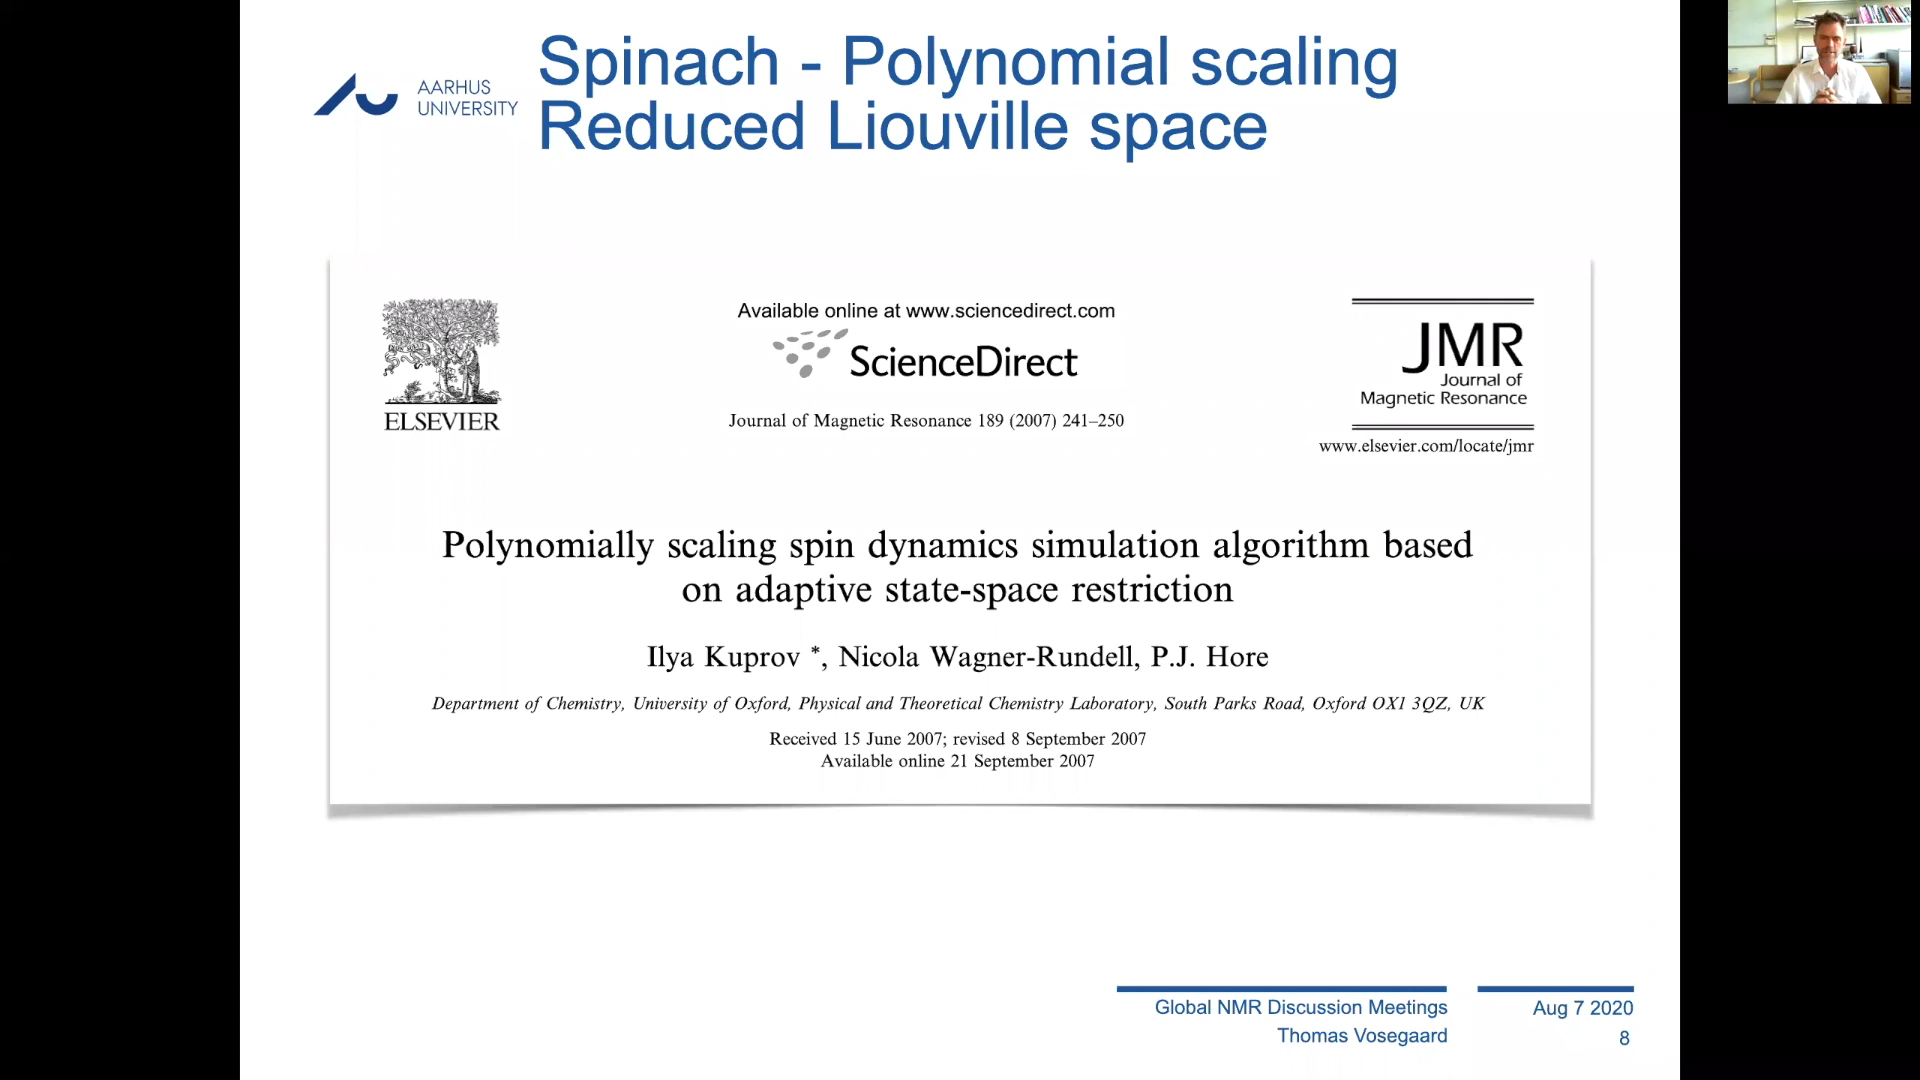 Spinach - Polynomial scaling
Reduced Liouville space
AARHUS
UNIVERSITY
ELSEVIER
Available online at www.sciencedirect.com
ScienceDirect
Journal of Magnetic Resonance 189 (2007) 241–250
JMR
Journal of
Magnetic Resonance
www.elsevier.com/locate/jmr
Polynomially scaling spin dynamics simulation algorithm based
on adaptive state-space restriction
Ilya Kuprov *, Nicola Wagner-Rundell, P.J. Hore
Department of Chemistry, University of Oxford, Physical and Theoretical Chemistry Laboratory, South Parks Road, Oxford OX1 3QZ, UK
Received 15 June 2007; revised 8 September 2007
Available online 21 September 2007
Global NMR Discussion Meetings
Thomas Vosegaard
Aug 7 2020
8